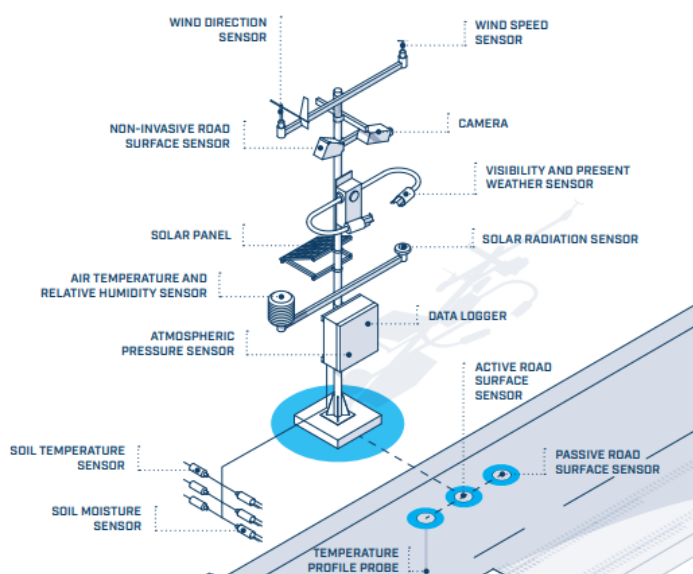 WIND DIRECTION
SENSOR
WIND SPEED
SENSOR
NON-INVASIVE ROAD
SURFACE SENSOR
CAMERA
VISIBILITY AND PRESENT
WEATHER SENSOR
SOLAR PANEL
SOLAR RADIATION SENSOR
AIR TEMPERATURE AND
RELATIVE HUMIDITY SENSOR
DATA LOGGER
ATMOSPHERIC
PRESSURE SENSOR
ACTIVE ROAD
SURFACE
SENSOR
SOIL TEMPERATURE
SENSOR
PASSIVE ROAD
SURFACE SENSOR
SOIL MOISTURE
SENSOR
TEMPERATURE
PROFILE PROBE